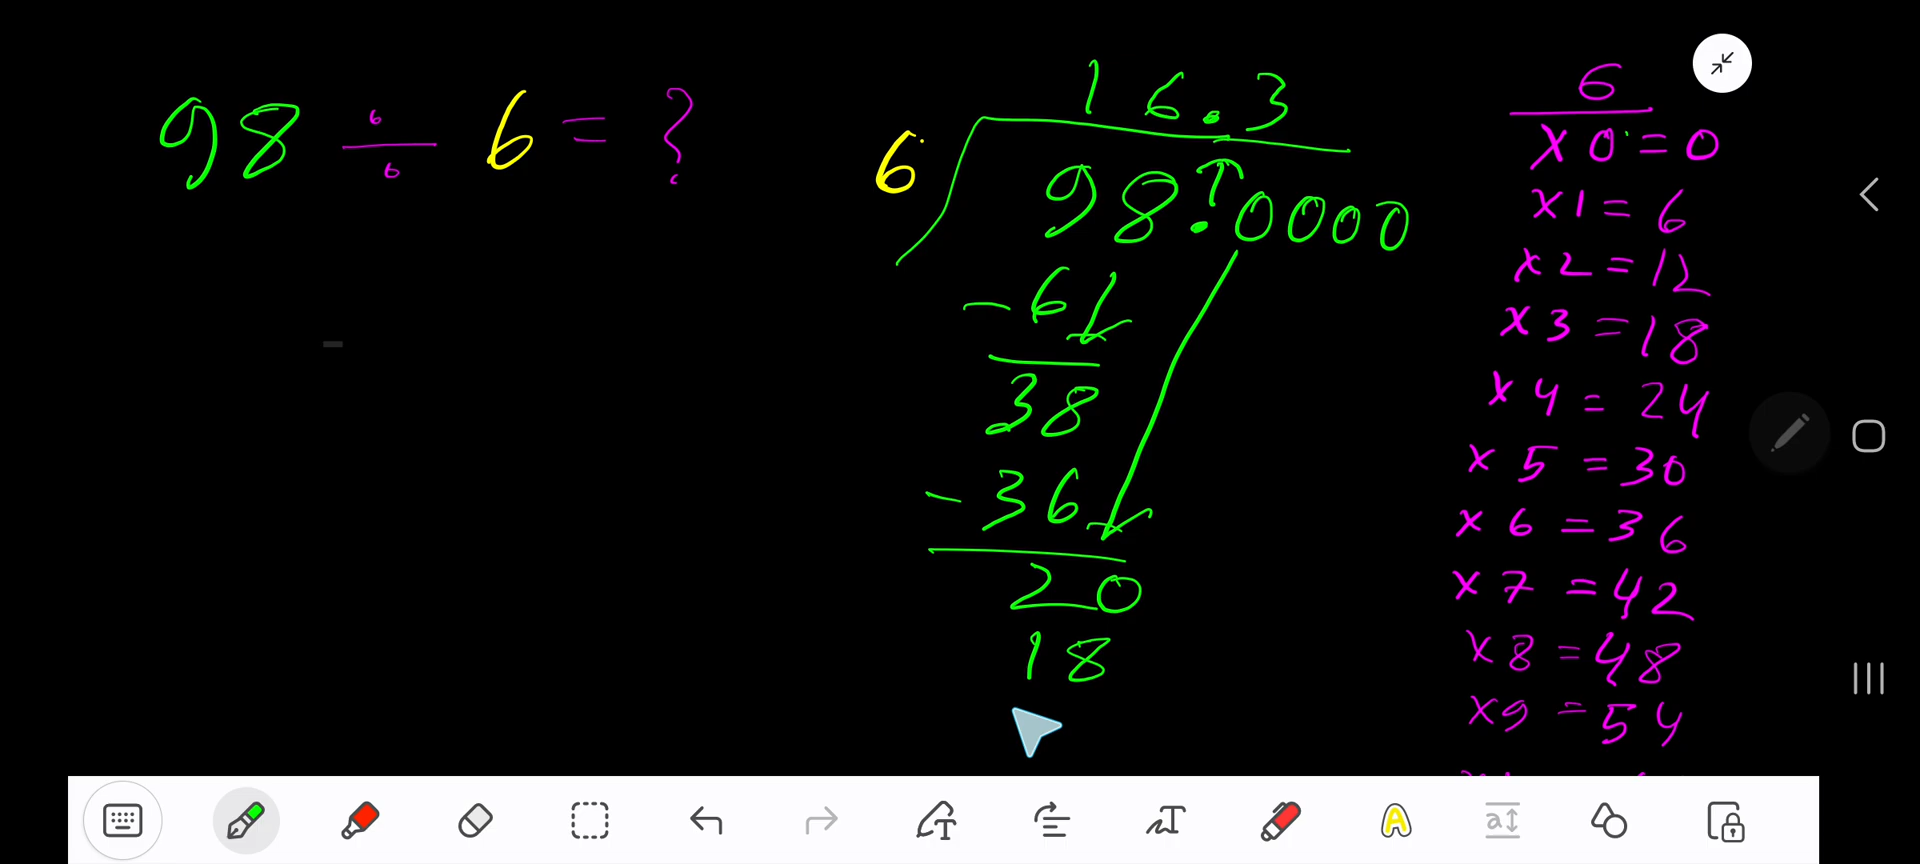 98 ÷ 6 = ?
16.3
6 98.0000
- 6
38
- 36
20
18
6
x0=0
x1=6
x2=12
x3=18
x4=24
x5=30
x6=36
x7=42
x8=48
x9=54